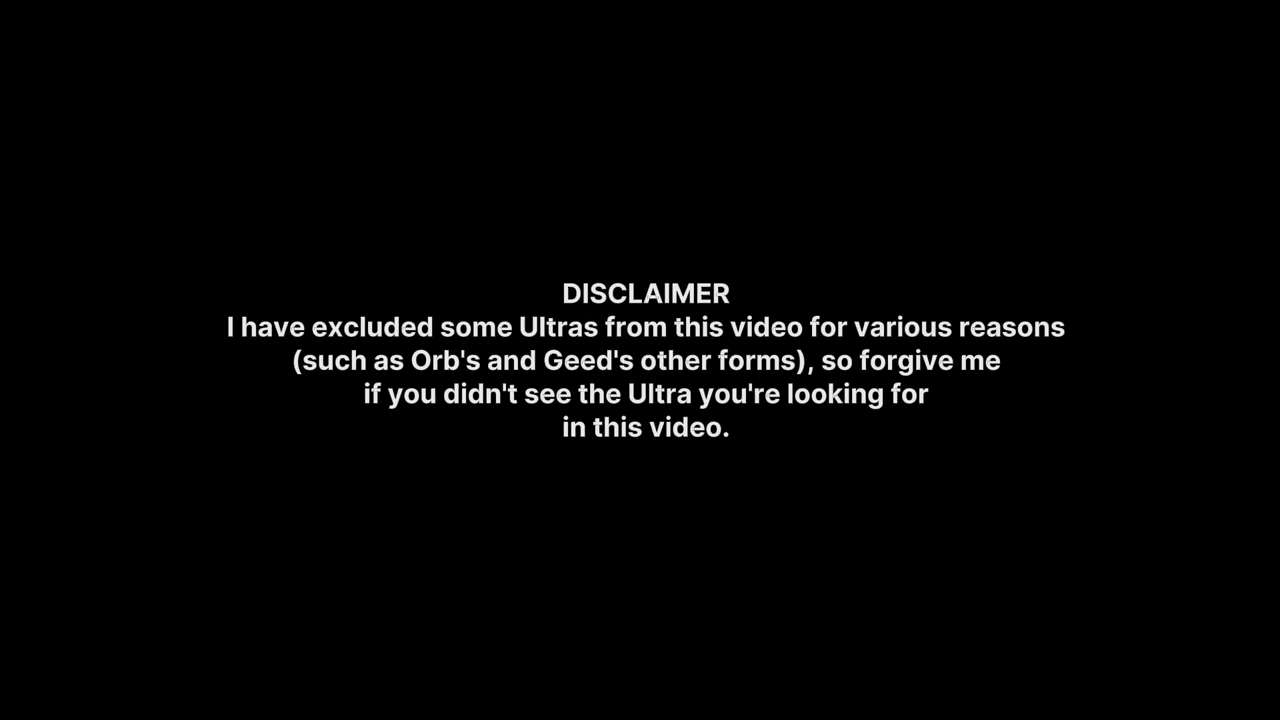 DISCLAIMER
I have excluded some Ultras from this video for various reasons
(such as Orb's and Geed's other forms), so forgive me
if you didn't see the Ultra you're looking for
in this video.